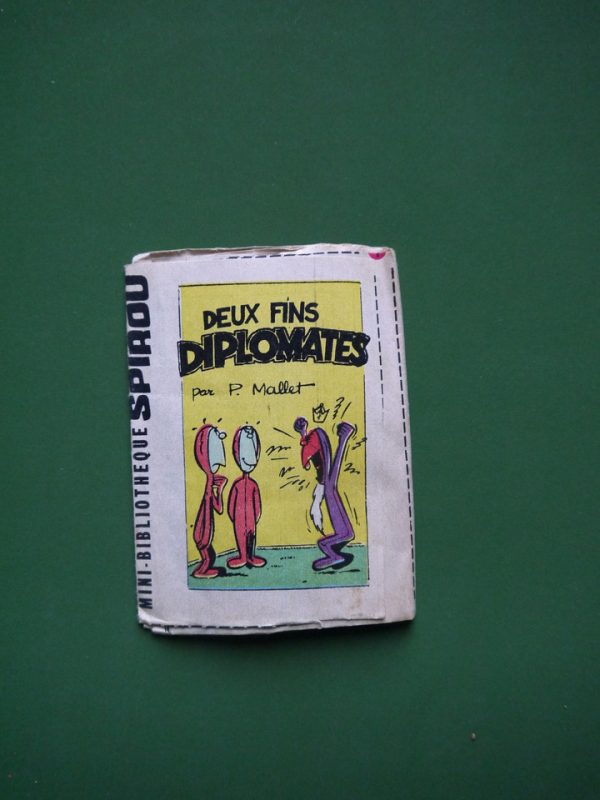 MINI-BIBLIOTHEQUE SPIROU
DEUX FINS
DIPLOMATES
par P. Mallet